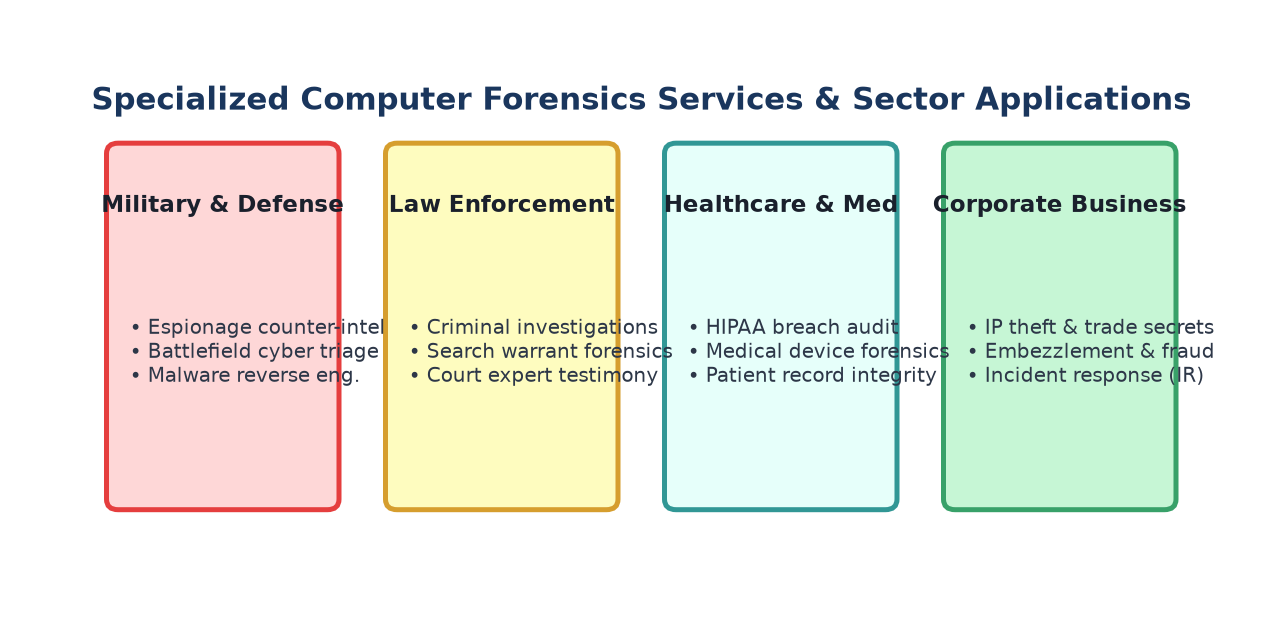 Specialized Computer Forensics Services & Sector Applications
Military & Defense
• Espionage counter-intel
• Battlefield cyber triage
• Malware reverse eng.
Law Enforcement
• Criminal investigations
• Search warrant forensics
• Court expert testimony
Healthcare & Med
• HIPAA breach audit
• Medical device forensics
• Patient record integrity
Corporate Business
• IP theft & trade secrets
• Embezzlement & fraud
• Incident response (IR)